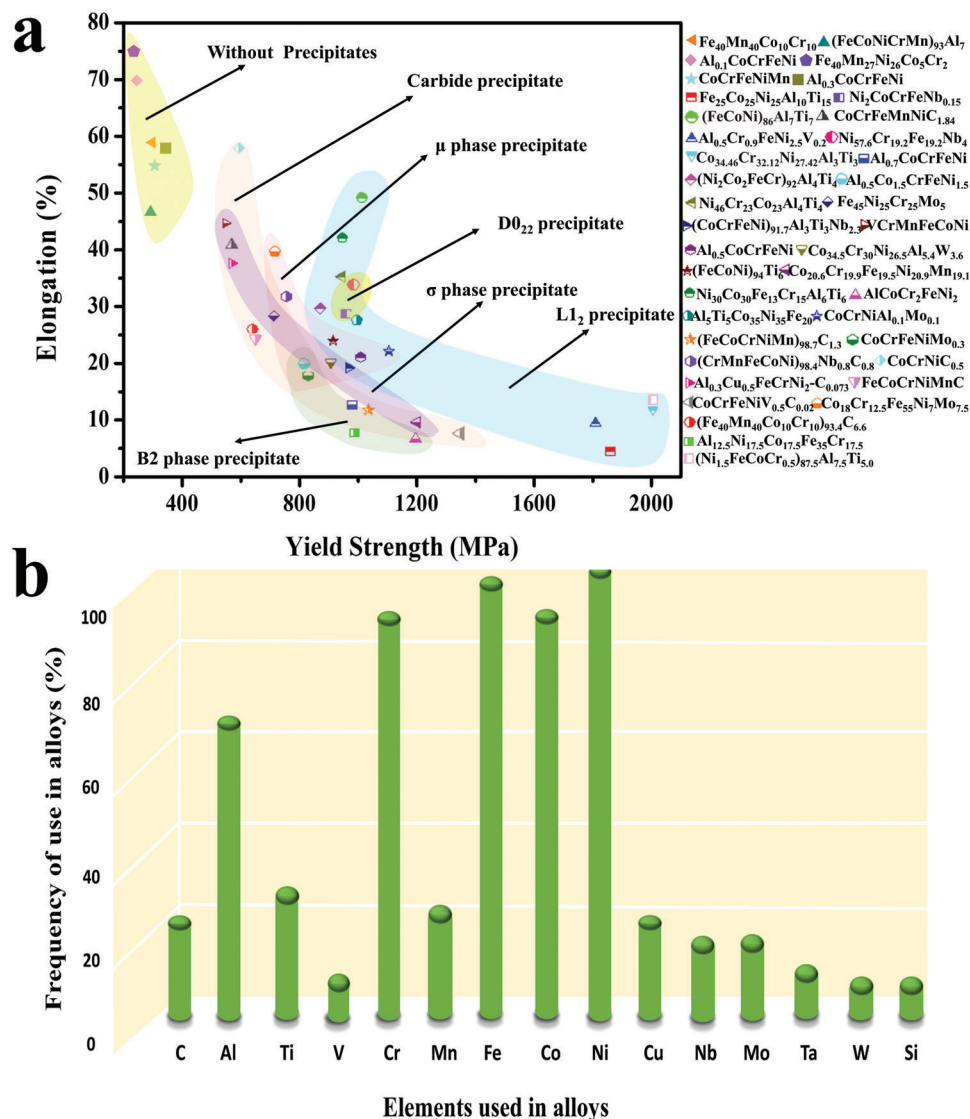 a
80
70
60
50
40
30
20
10
0
Elongation (%)
400
800
1200
1600
2000
Yield Strength (MPa)
Without Precipitates
Carbide precipitate
μ phase precipitate
D0₂₂ precipitate
σ phase precipitate
L1₂ precipitate
B2 phase precipitate
Fe₄₀Mn₄₀Co₁₀Cr₁₀ (FeCoNiCrMn)₉₃Al₇
Al₀.₁CoCrFeNi Fe₄₀Mn₂₇Ni₂₆Co₅Cr₂
CoCrFeNiMn Al₀.₃CoCrFeNi
Fe₂₅Co₂₅Ni₂₅Al₁₀Ti₁₅ Ni₂CoCrFeNb₀.₁₅
(FeCoNi)₈₆Al₇Ti₇ CoCrFeMnNiC₁.₈₄
Al₀.₅Cr₀.₉FeNi₂.₅V₀.₂ Ni₅₇.₆Cr₁₉.₂Fe₁₉.₂Nb₄
Co₃₄.₄₆Cr₃₂.₁₂Ni₂₇.₄₂Al₃Ti₃ Al₀.₇CoCrFeNi
(Ni₂Co₂FeCr)₉₂Al₄Ti₄ Al₀.₅Co₁.₅CrFeNi₁.₅
Ni₄₆Cr₂₃Co₂₃Al₄Ti₄ Fe₄₅Ni₂₅Cr₂₅Mo₅
(CoCrFeNi)₉₁.₇Al₃Ti₃Nb₂.₃ VCrMnFeCoNi
Al₀.₅CoCrFeNi Co₃₄.₅Cr₃₀Ni₂₆.₅Al₅.₄W₃.₆
(FeCoNi)₉₄Ti₆ Co₂₀.₆Cr₁₉.₉Fe₁₉.₅Ni₂₀.₉Mn₁₉.₁
Ni₃₀Co₃₀Fe₁₃Cr₁₅Al₆Ti₆ AlCoCr₂FeNi₂
Al₅Ti₅Co₃₅Ni₃₅Fe₂₀ CoCrNiAl₀.₁Mo₀.₁
(FeCoCrNiMn)₉₈.₇C₁.₃ CoCrFeNiMo₀.₃
(CrMnFeCoNi)₉₈.₄Nb₀.₈C₀.₈ CoCrNiC₀.₅
Al₀.₃Cu₀.₅FeCrNi₂-C₀.₀₇₃ FeCoCrNiMnC
CoCrFeNiV₀.₅C₀.₀₂ Co₁₈Cr₁₂.₅Fe₅₅Ni₇Mo₇.₅
(Fe₄₀Mn₄₀Co₁₀Cr₁₀)₉₃.₄C₆.₆
Al₁₂.₅Ni₁₇.₅Co₁₇.₅Fe₃₅Cr₁₇.₅
(Ni₁.₅FeCoCr₀.₅)₈₇.₅Al₇.₅Ti₅.₀
b
100
80
60
40
20
0
Frequency of use in alloys (%)
C Al Ti V Cr Mn Fe Co Ni Cu Nb Mo Ta W Si
Elements used in alloys